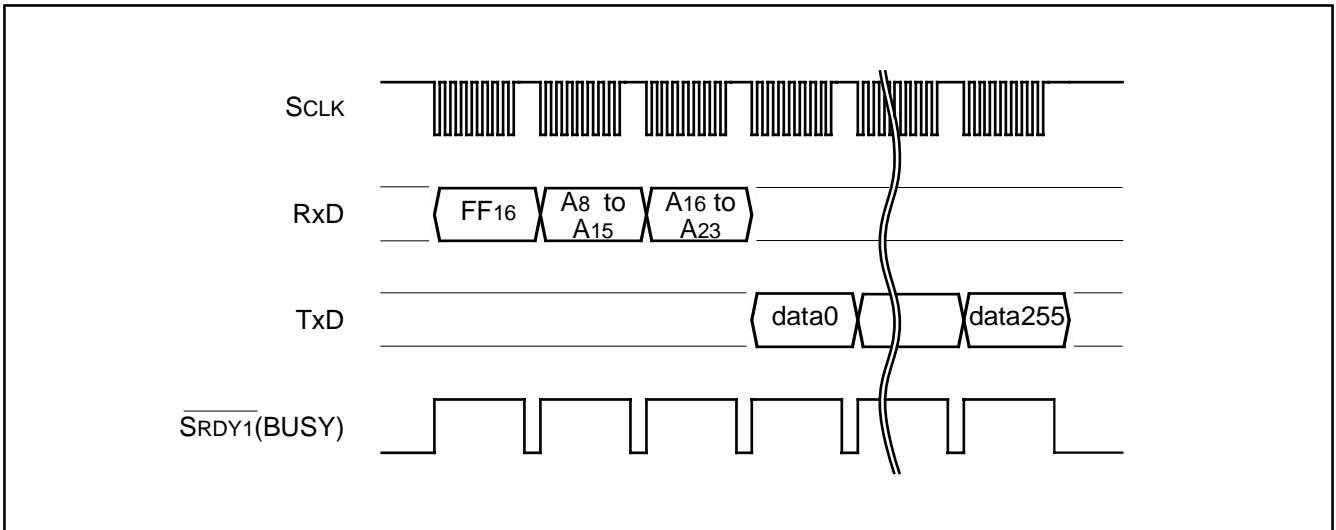 SCLK
RxD
FF16
A8 to
A15
A16 to
A23
TxD
data0
data255
SRDY1(BUSY)